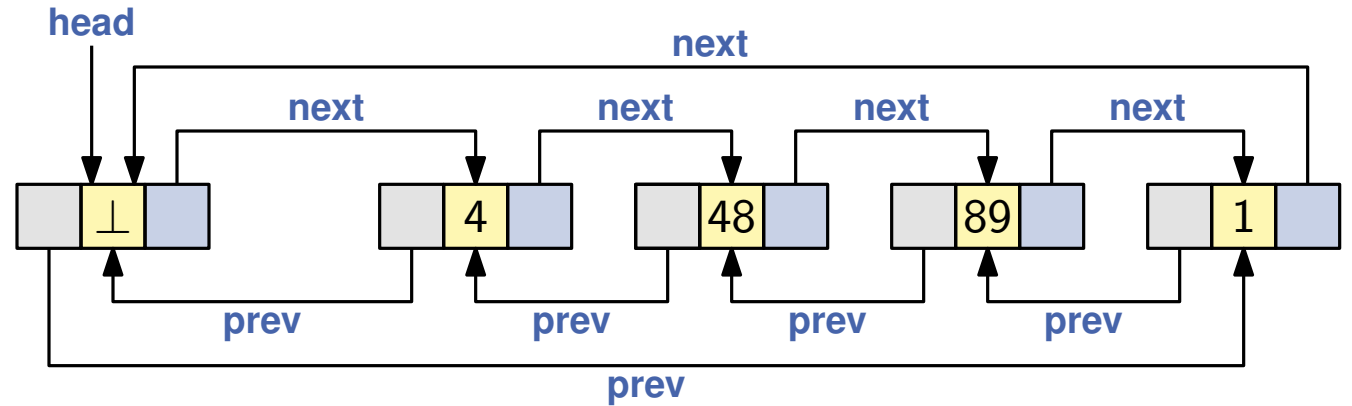 head
next
next next next next
⊥ 4 48 89 1
prev prev prev prev
prev